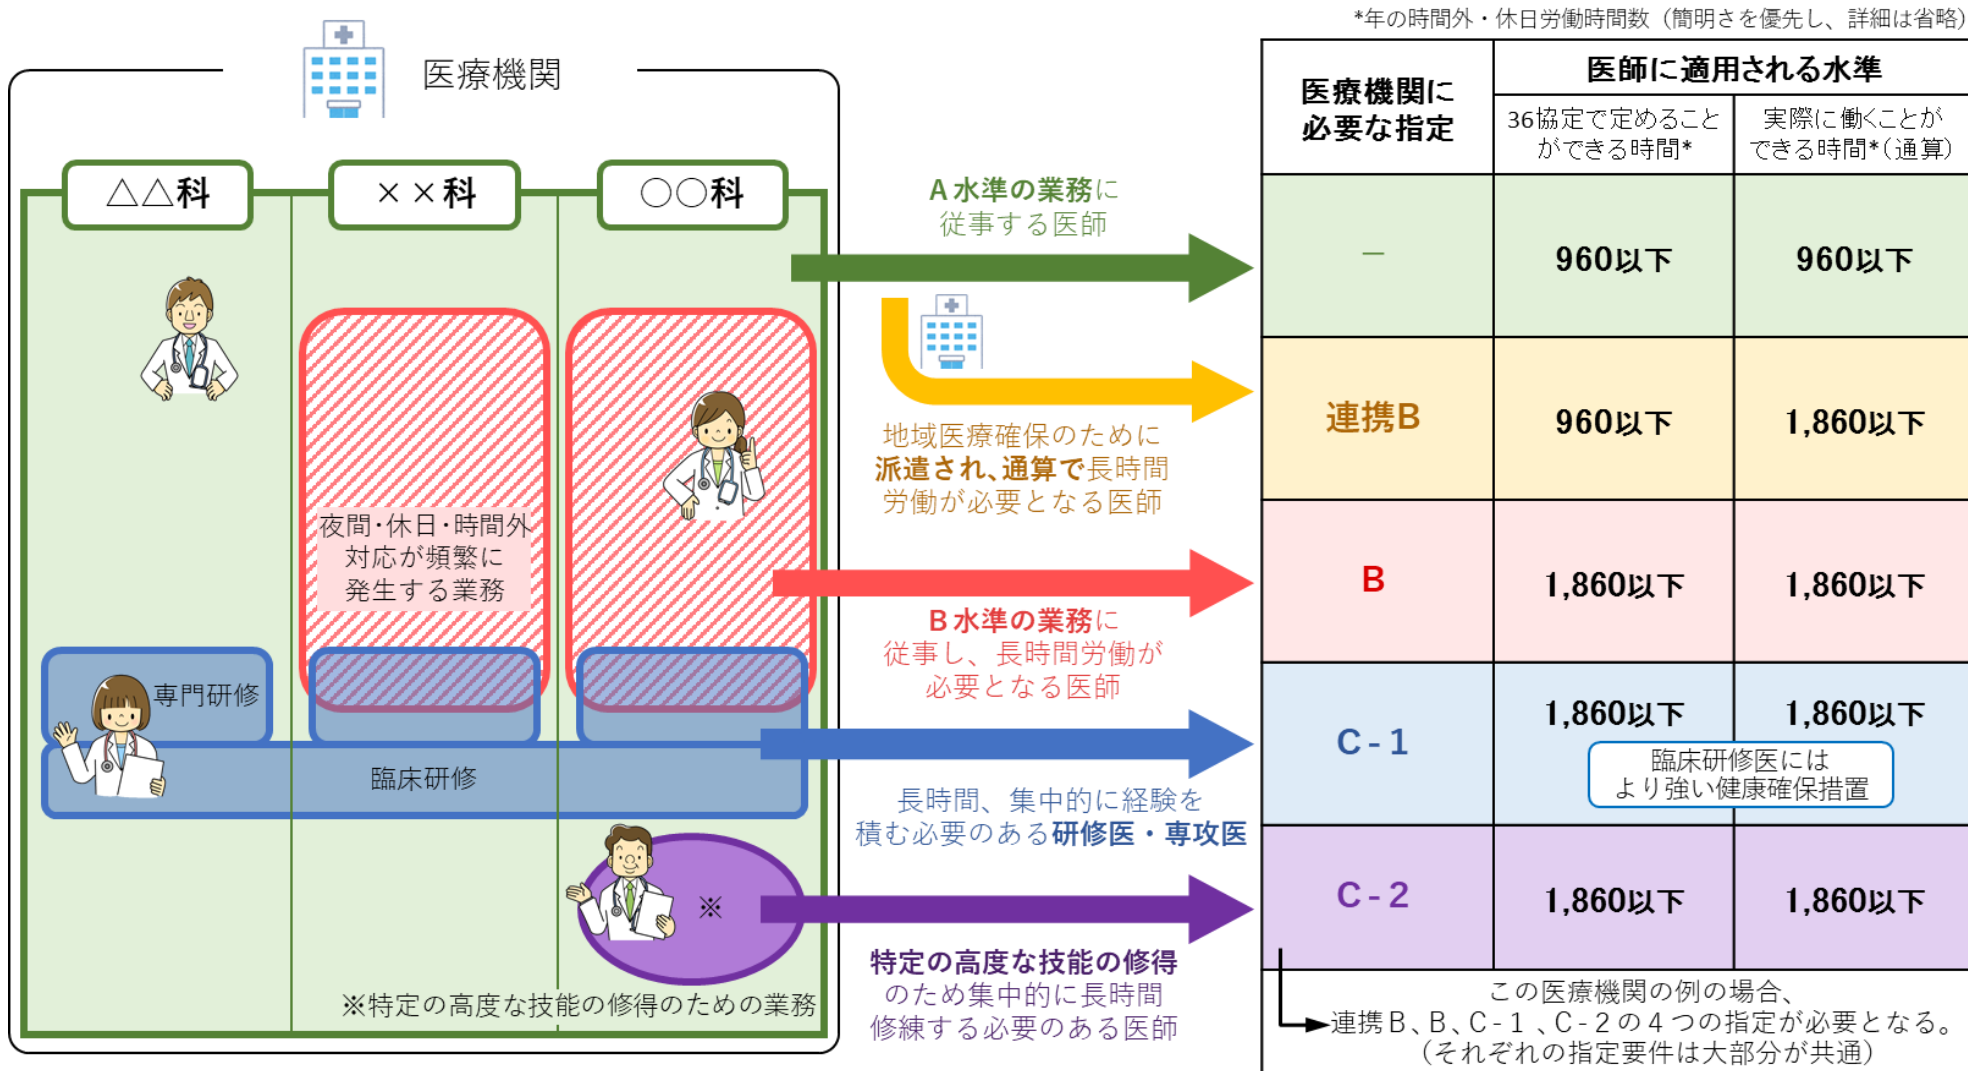 *年の時間外・休日労働時間数（簡明さを優先し、詳細は省略）
医療機関
△△科
××科
○○科
夜間・休日・時間外
対応が頻繁に
発生する業務
専門研修
臨床研修
※
※特定の高度な技能の修得のための業務
A水準の業務に
従事する医師
地域医療確保のために
派遣され、通算で長時間
労働が必要となる医師
B水準の業務に
従事し、長時間労働が
必要となる医師
長時間、集中的に経験を
積む必要のある研修医・専攻医
特定の高度な技能の修得
のため集中的に長時間
修練する必要のある医師
医療機関に
必要な指定
医師に適用される水準
36協定で定めること
ができる時間*
実際に働くことが
できる時間*（通算）
－
960以下
960以下
連携B
960以下
1,860以下
B
1,860以下
1,860以下
C-1
1,860以下
1,860以下
臨床研修医には
より強い健康確保措置
C-2
1,860以下
1,860以下
この医療機関の例の場合、
連携B、B、C-1、C-2の4つの指定が必要となる。
（それぞれの指定要件は大部分が共通）